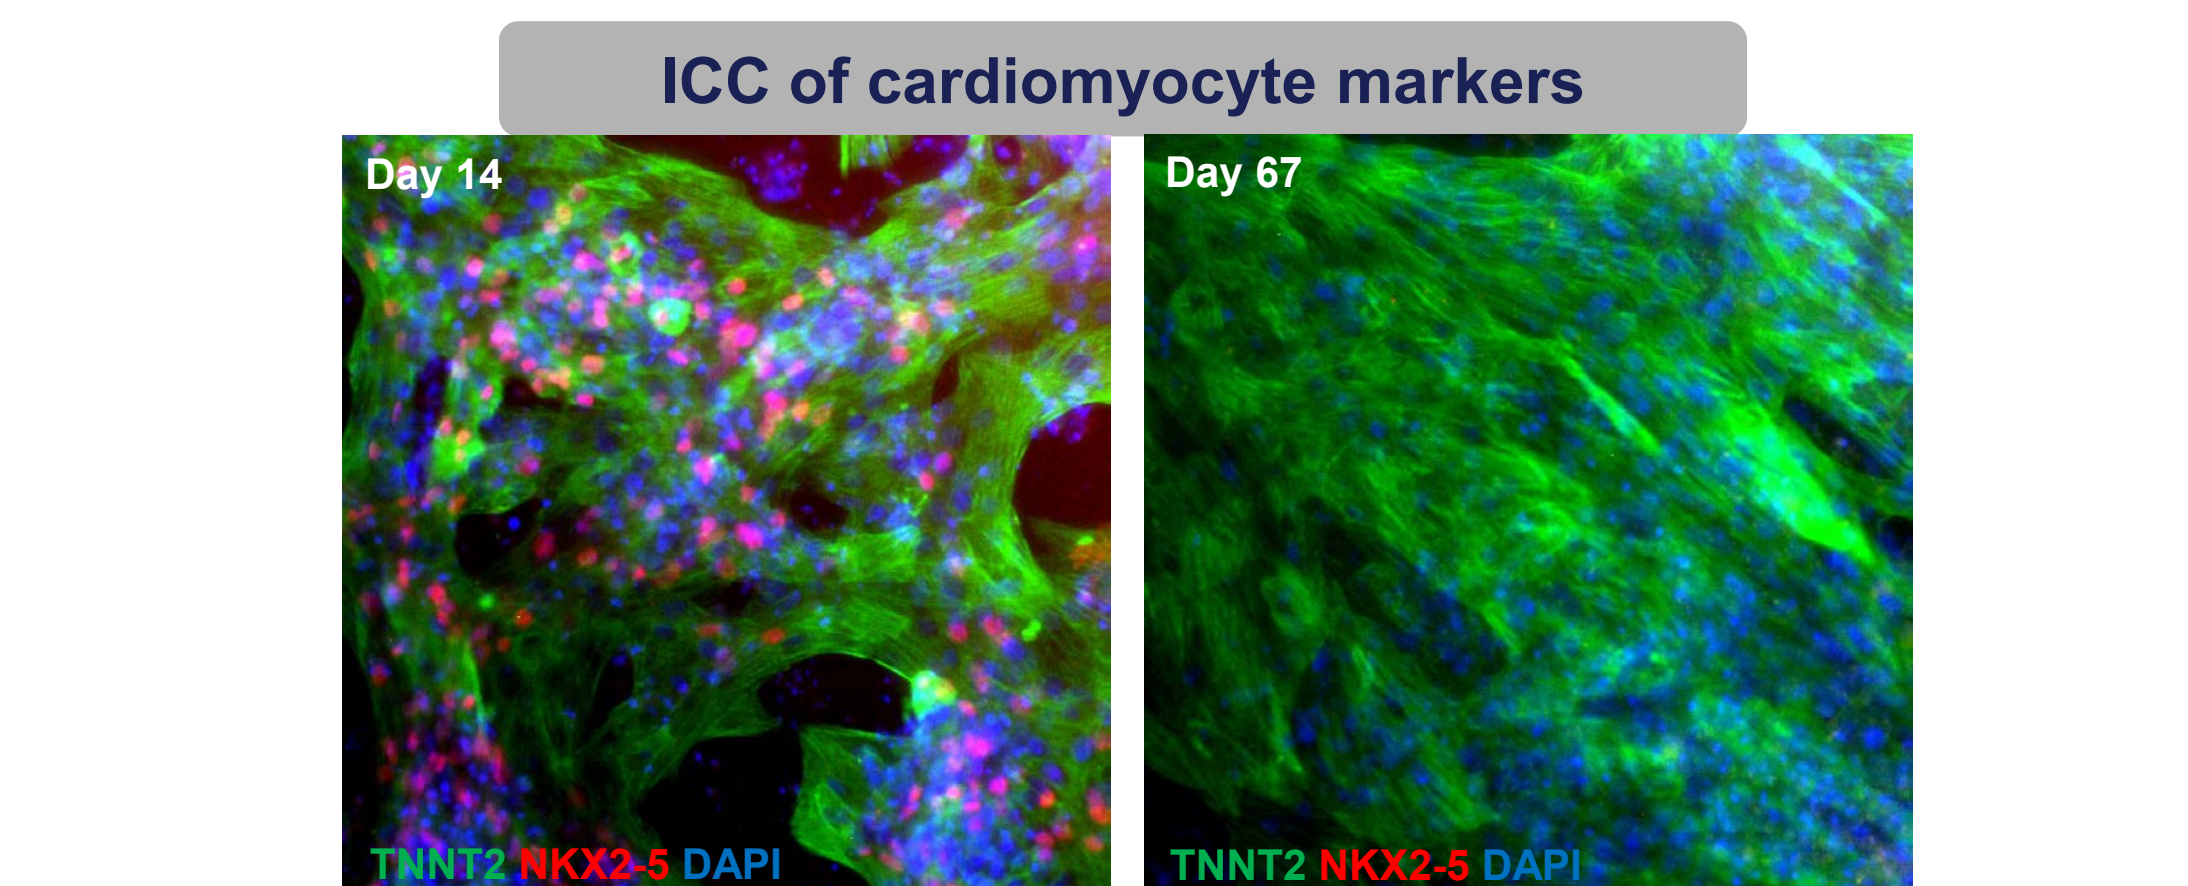 ICC of cardiomyocyte markers
Day 14
Day 67
TNNT2 NKX2-5 DAPI
TNNT2 NKX2-5 DAPI